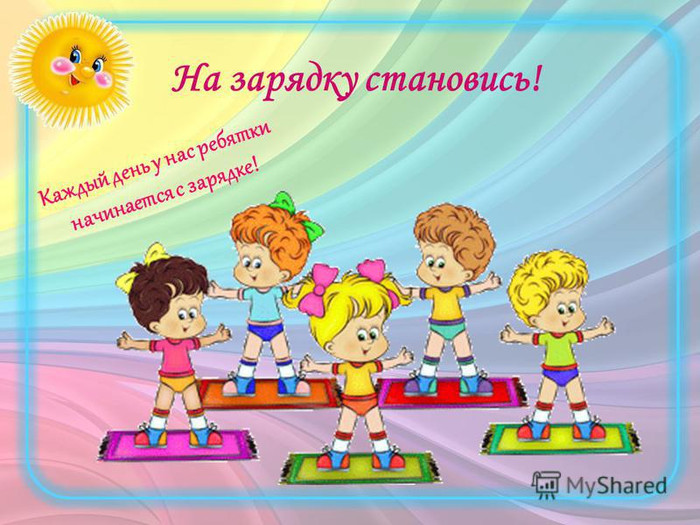 На зарядку становись!
Каждый день у нас ребятки
начинается с зарядке!
MyShared